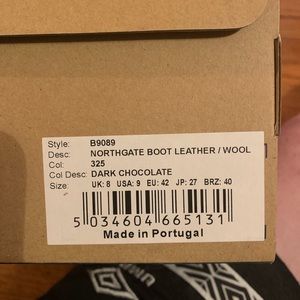 Style: B9089
Desc: NORTHGATE BOOT LEATHER / WOOL
Col: 325
Col Desc: DARK CHOCOLATE
Size: UK: 8 USA: 9 EU: 42 JP: 27 BRZ: 40
5 034604 665131
Made in Portugal